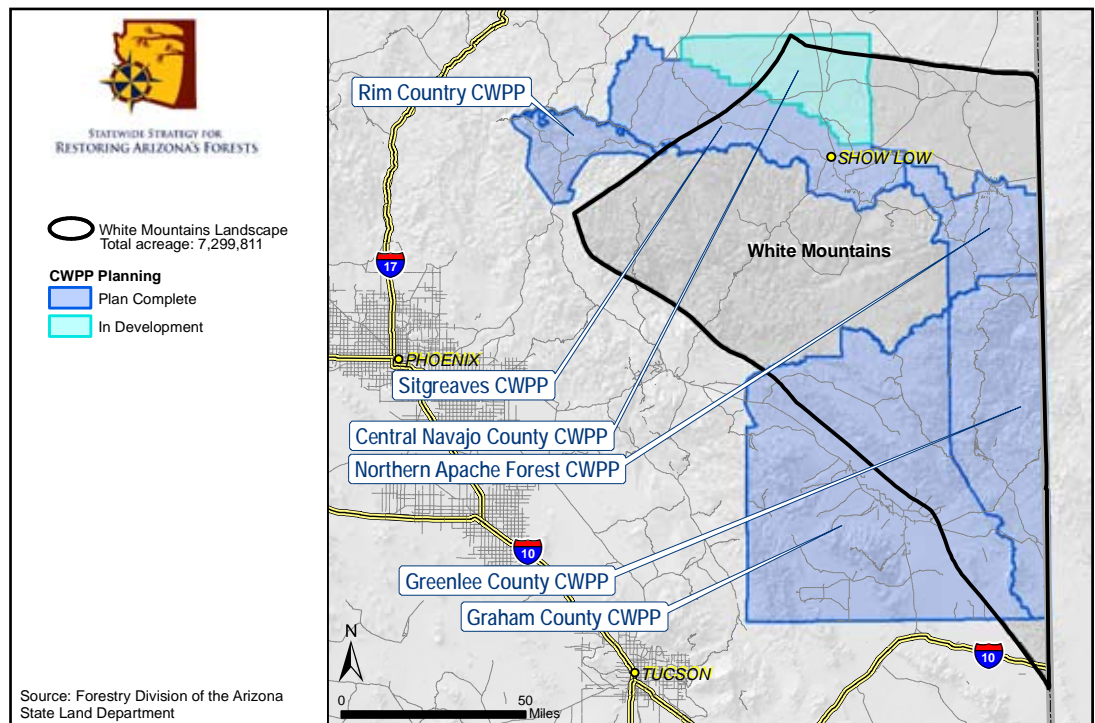 STATEWIDE STRATEGY FOR
RESTORING ARIZONA'S FORESTS
White Mountains Landscape
Total acreage: 7,299,811
CWPP Planning
Plan Complete
In Development
Source: Forestry Division of the Arizona
State Land Department
Rim Country CWPP
SHOW LOW
White Mountains
17
PHOENIX
Sitgreaves CWPP
Central Navajo County CWPP
Northern Apache Forest CWPP
10
Greenlee County CWPP
Graham County CWPP
N
TUCSON
10
0 50
Miles